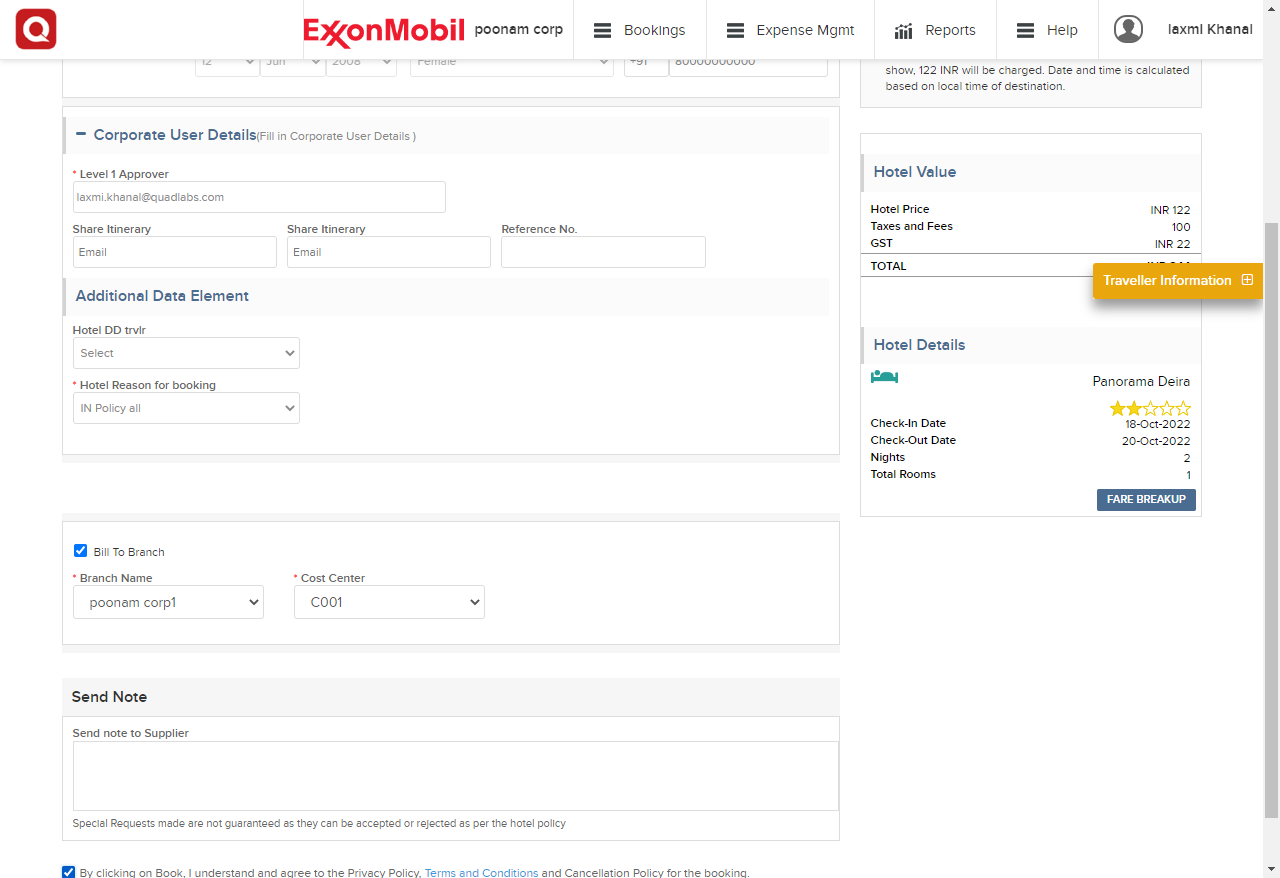 ExxonMobil poonam corp Bookings Expense Mgmt Reports Help laxmi Khanal
12 Jun 2008 Female +91 80000000000
show, 122 INR will be charged. Date and time is calculated
based on local time of destination.
Corporate User Details(Fill in Corporate User Details )
* Level 1 Approver
laxmi.khanal@quadlabs.com
Share Itinerary Share Itinerary Reference No.
Email Email
Additional Data Element
Hotel DD trvlr
Select
* Hotel Reason for booking
IN Policy all
Hotel Value
Hotel Price INR 122
Taxes and Fees 100
GST INR 22
TOTAL
Traveller Information
Hotel Details
Panorama Deira
Check-In Date 18-Oct-2022
Check-Out Date 20-Oct-2022
Nights 2
Total Rooms 1
FARE BREAKUP
Bill To Branch
* Branch Name * Cost Center
poonam corp1 C001
Send Note
Send note to Supplier
Special Requests made are not guaranteed as they can be accepted or rejected as per the hotel policy
By clicking on Book, I understand and agree to the Privacy Policy, Terms and Conditions and Cancellation Policy for the booking.